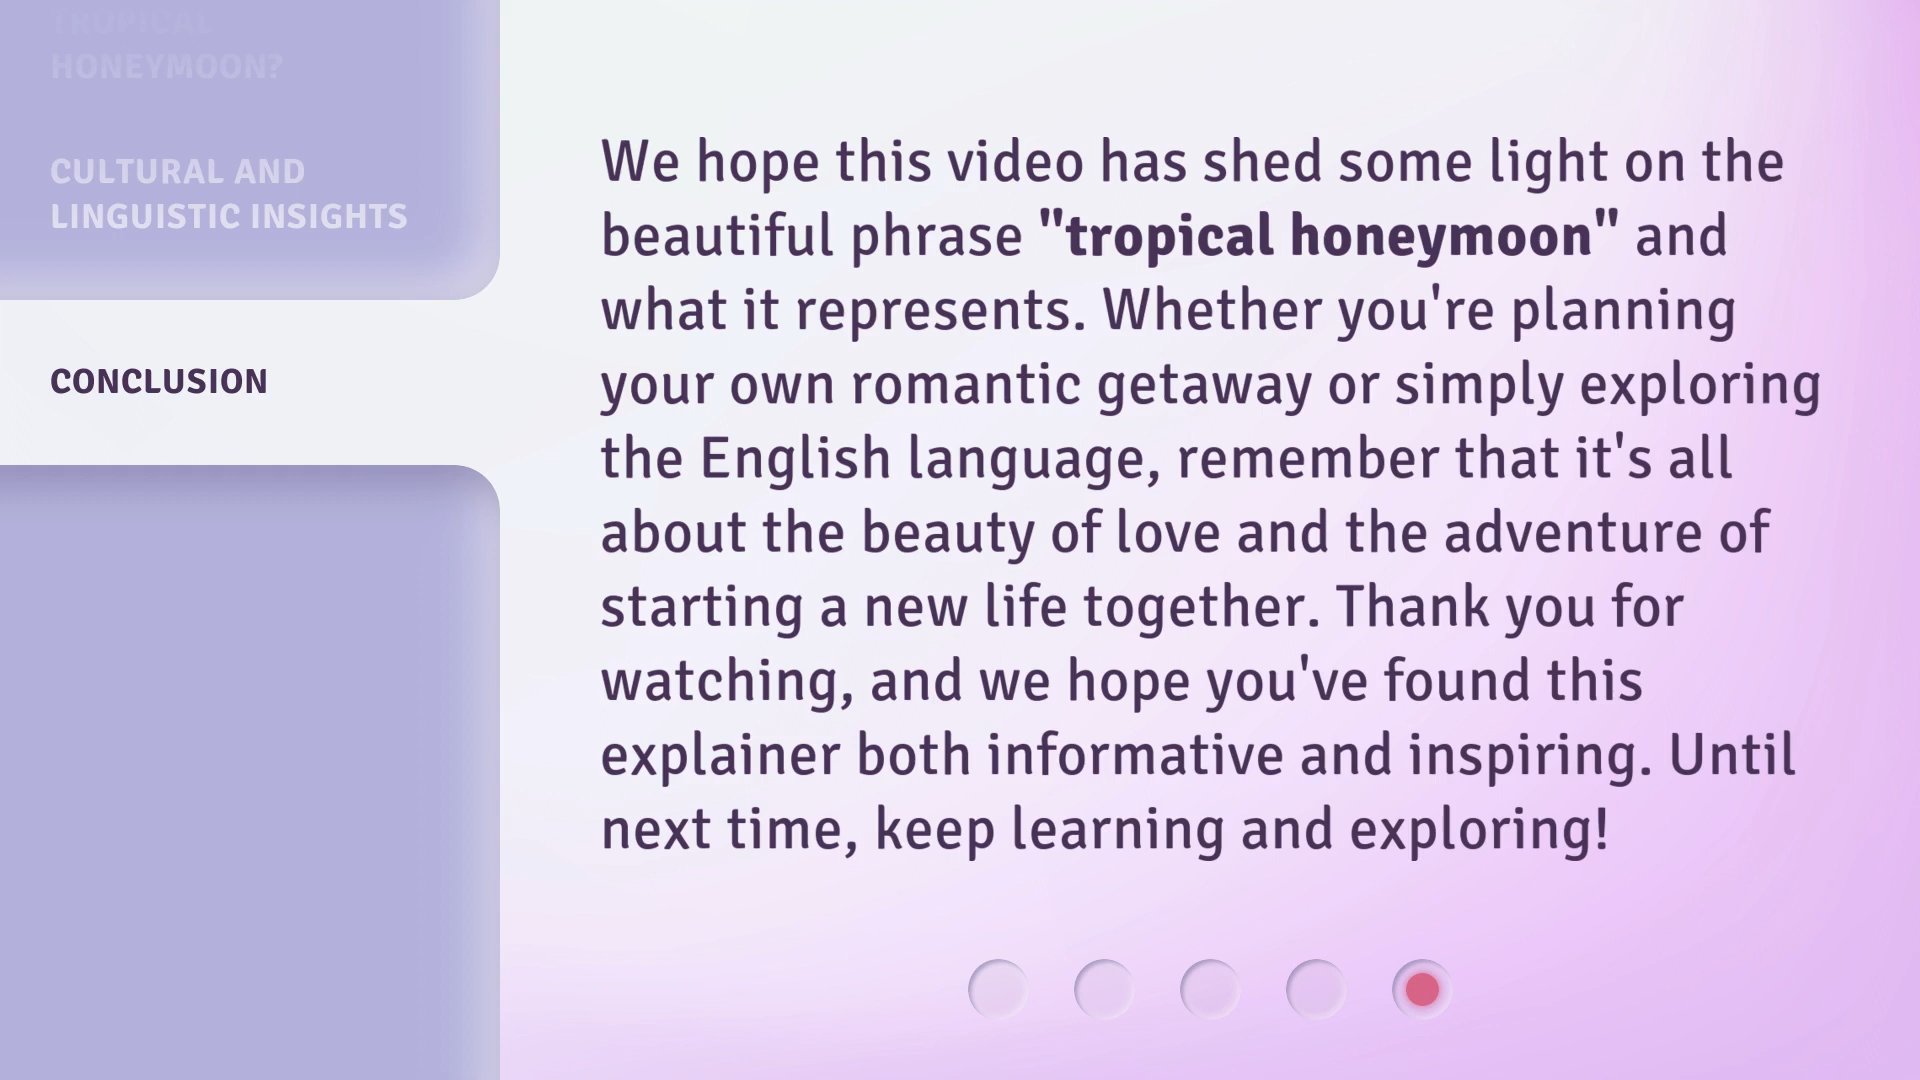 TROPICAL
HONEYMOON?
CULTURAL AND
LINGUISTIC INSIGHTS
CONCLUSION
We hope this video has shed some light on the
beautiful phrase "tropical honeymoon" and
what it represents. Whether you're planning
your own romantic getaway or simply exploring
the English language, remember that it's all
about the beauty of love and the adventure of
starting a new life together. Thank you for
watching, and we hope you've found this
explainer both informative and inspiring. Until
next time, keep learning and exploring!